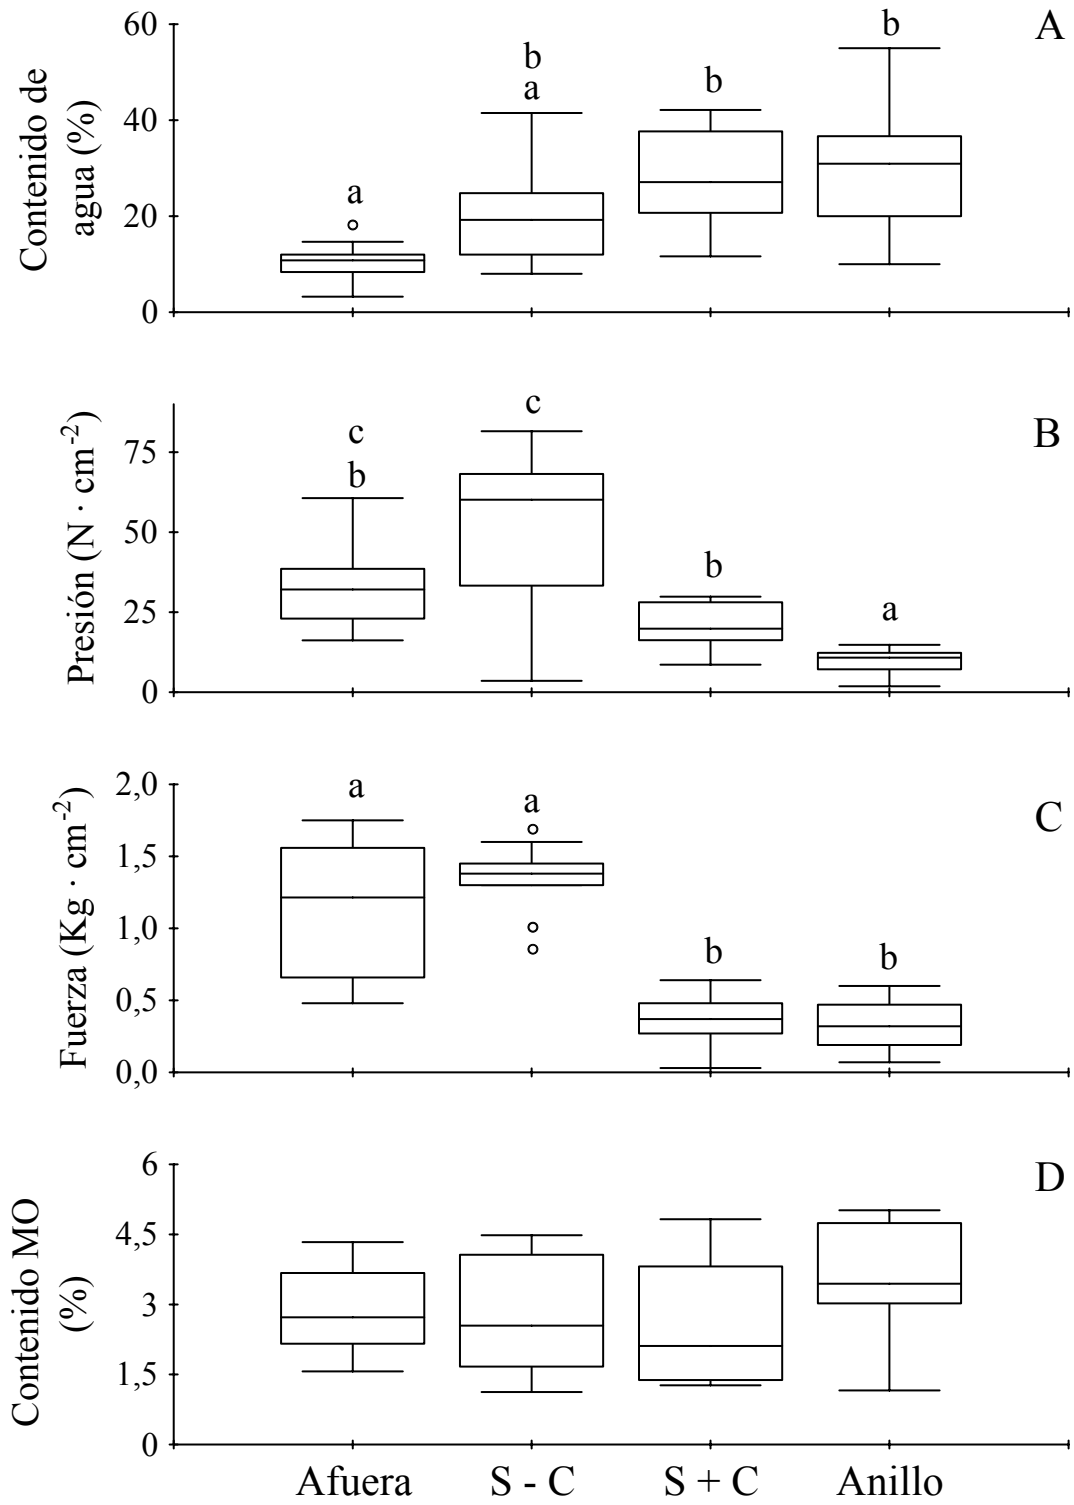 A
Contenido de
agua (%)
60
40
20
0
a
b
a
b
b
B
Presión (N · cm-2)
75
50
25
0
c
b
c
b
a
C
Fuerza (Kg · cm-2)
2,0
1,5
1,0
0,5
0,0
a
a
b
b
D
Contenido MO
(%)
6
4,5
3
1,5
0
Afuera
S - C
S + C
Anillo